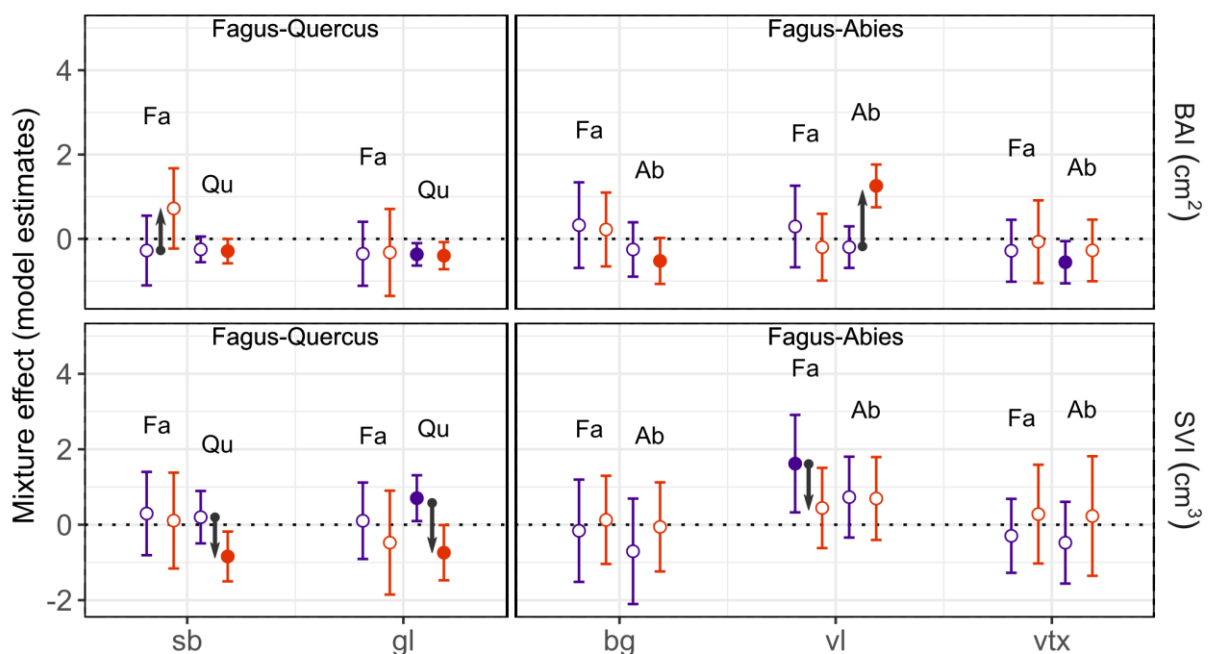 Fagus-Quercus
Fagus-Abies
4
2
0
Fa
Qu
Fa
Qu
Fa
Ab
Fa
Ab
Fa
Ab
BAI (cm²)
Mixture effect (model estimates)
Fagus-Quercus
Fagus-Abies
4
2
0
-2
Fa
Qu
Fa
Qu
Fa
Ab
Fa
Ab
Fa
Ab
SVI (cm³)
sb
gl
bg
vl
vtx